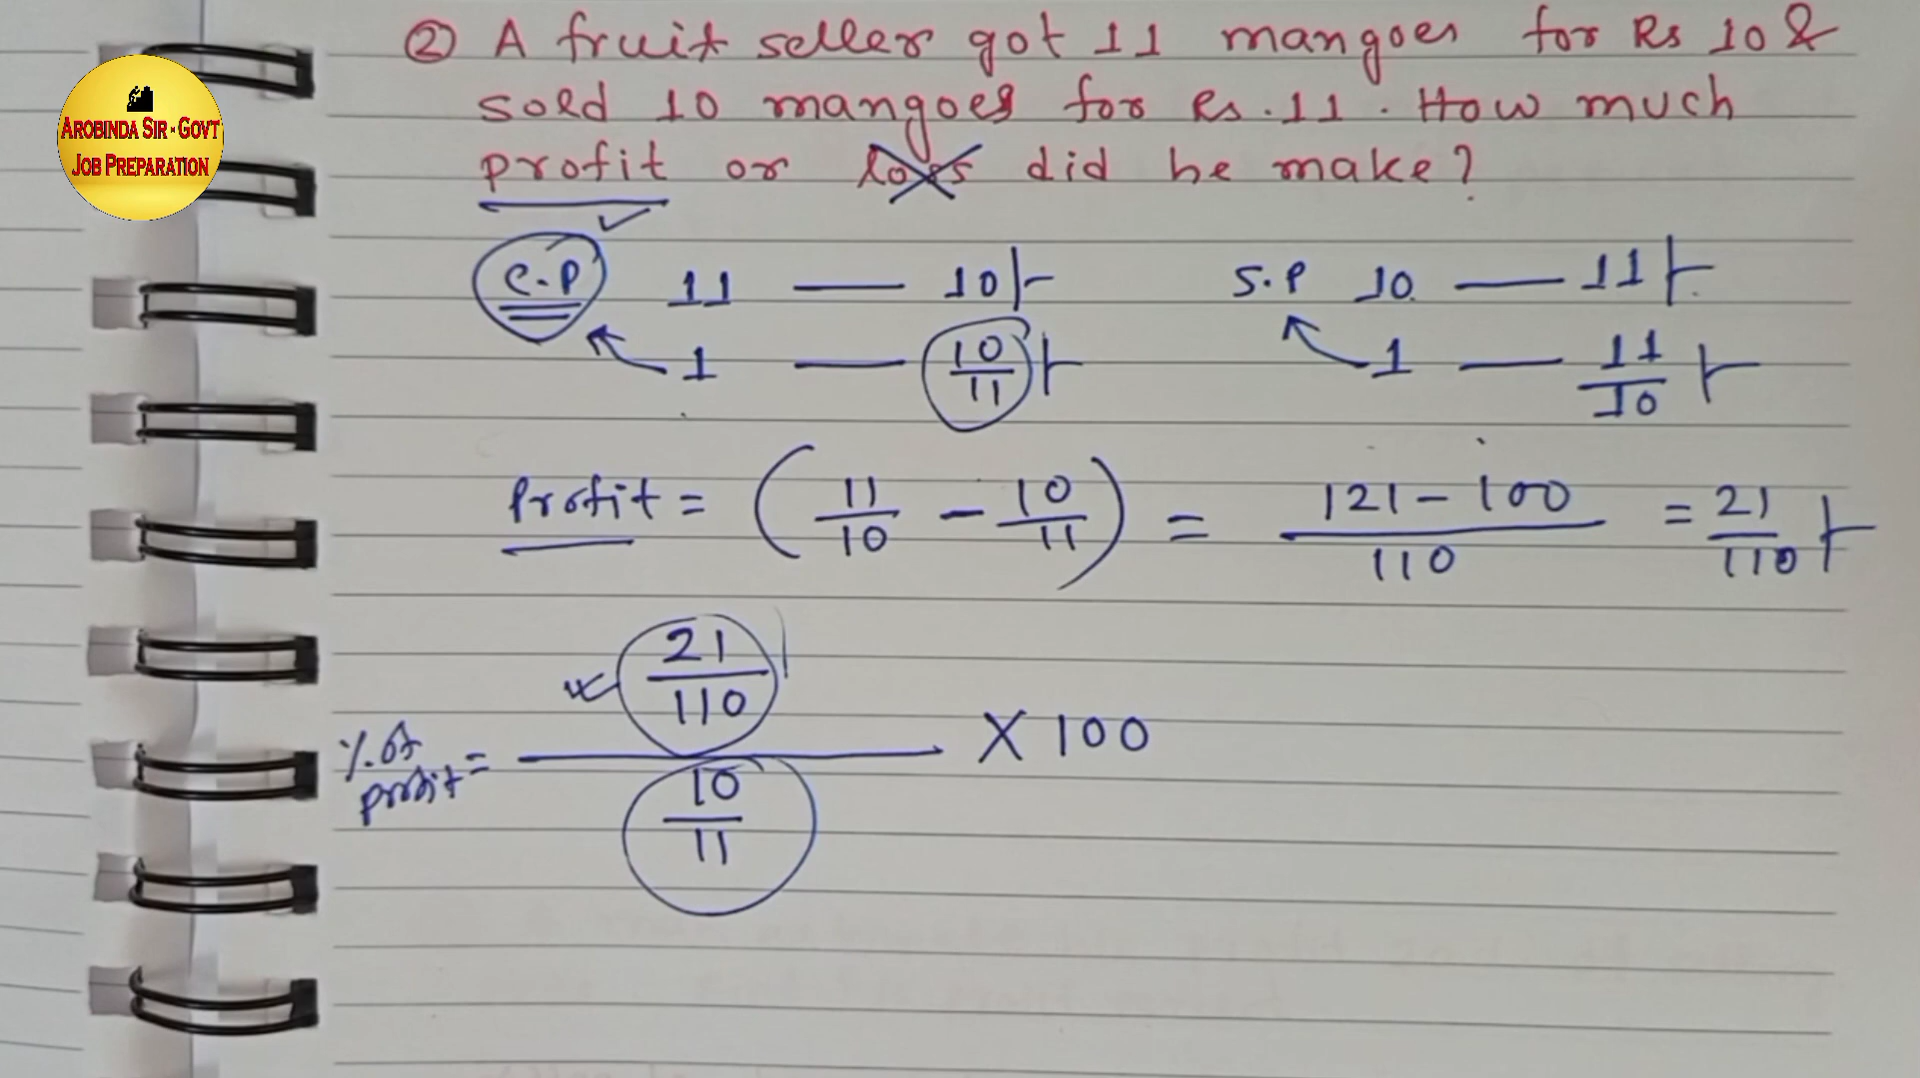 ② A fruit seller got 11 mangoes for Rs 10 &
sold 10 mangoes for Rs. 11. How much
profit or loss did he make?
C.P 11 — 10/-
1 — 10/11 /-
S.P 10 — 11/-
1 — 11/10 /-
Profit = (11/10 - 10/11) = 121-100/110 = 21/110 /-
% of profit = 21/110 / 10/11 X 100
AROBINDA SIR - GOVT
JOB PREPARATION